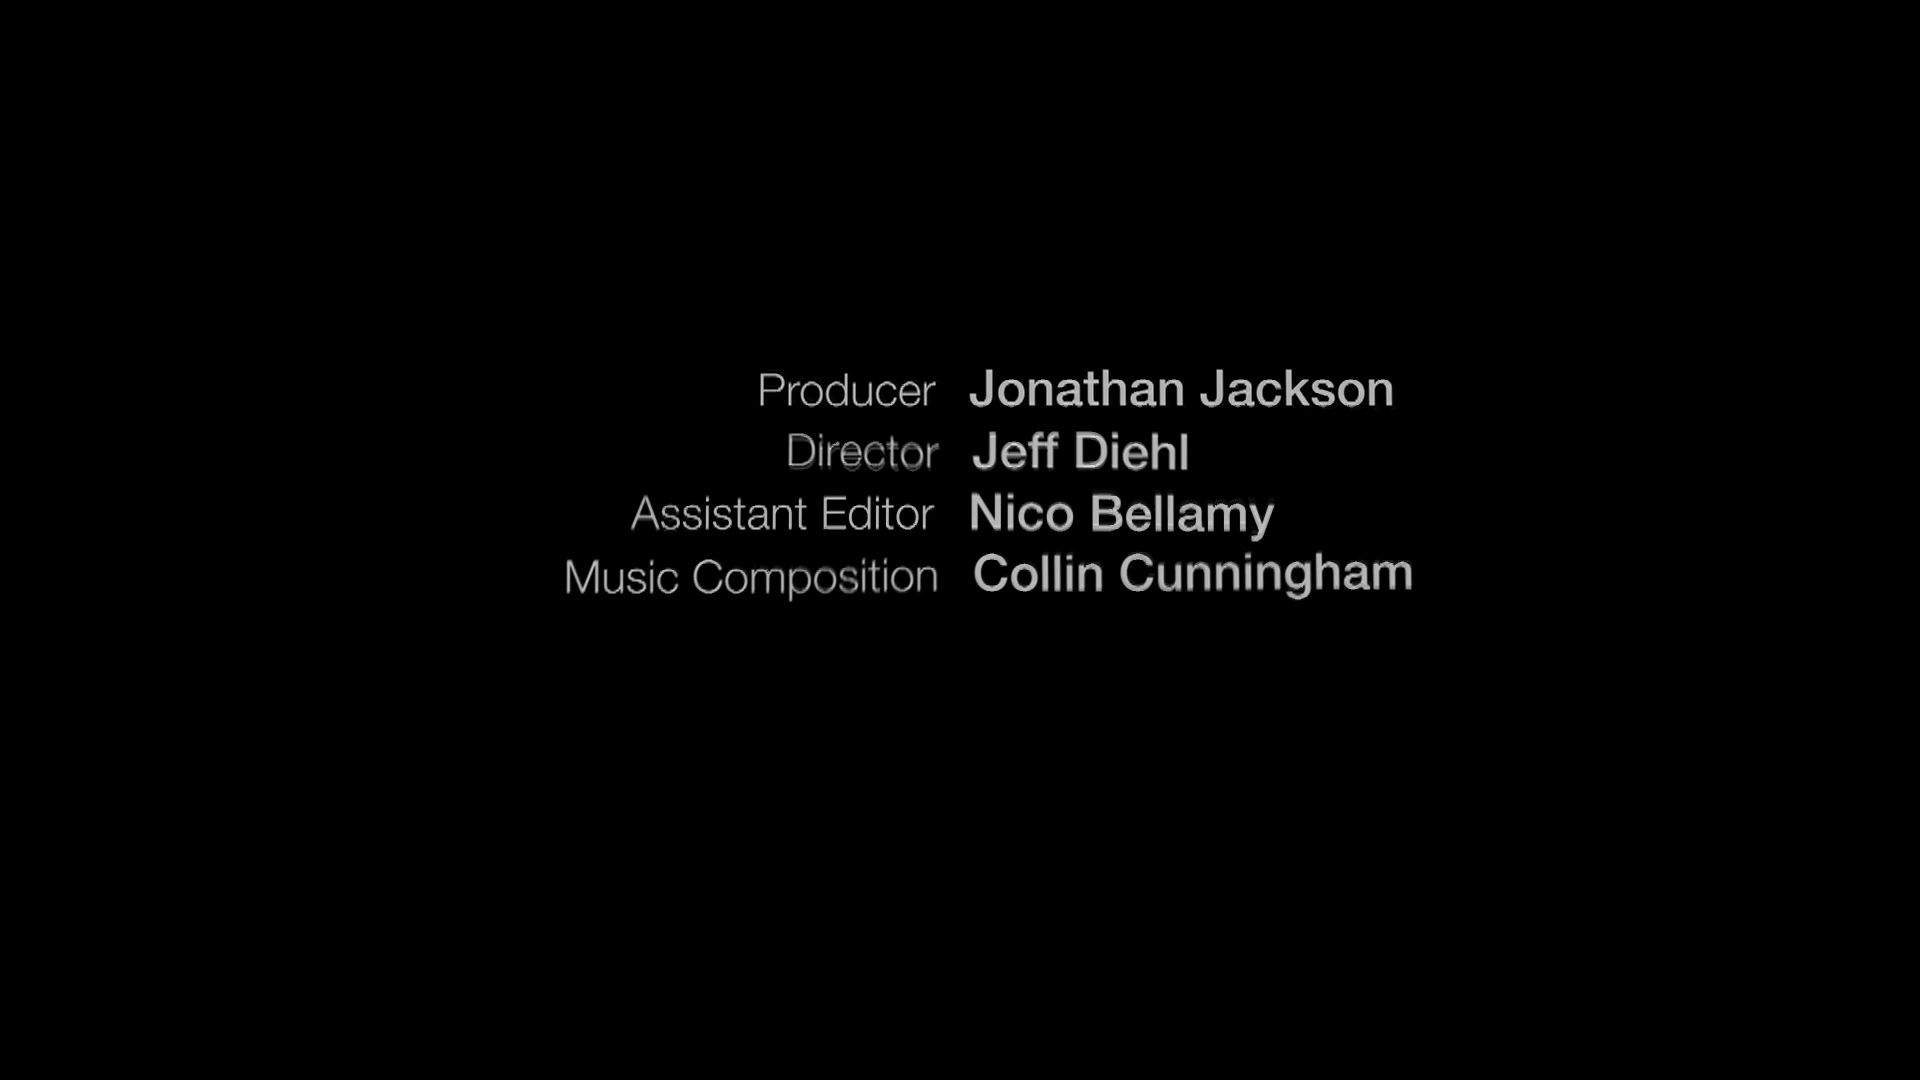 Producer Jonathan Jackson
Director Jeff Diehl
Assistant Editor Nico Bellamy
Music Composition Collin Cunningham